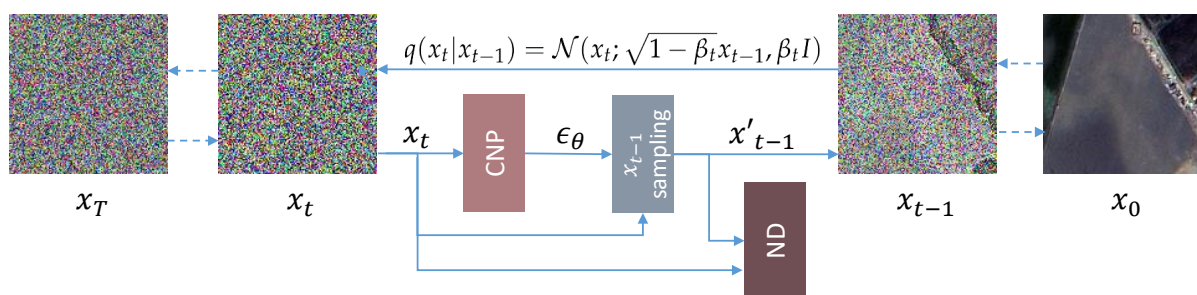 q(x_t|x_{t−1}) = 𝒩(x_t; √(1 − β_t)x_{t−1}, β_t I)
x_t
CNP
ϵ_θ
x_{t−1}
sampling
x'_{t−1}
ND
x_T
x_t
x_{t−1}
x_0